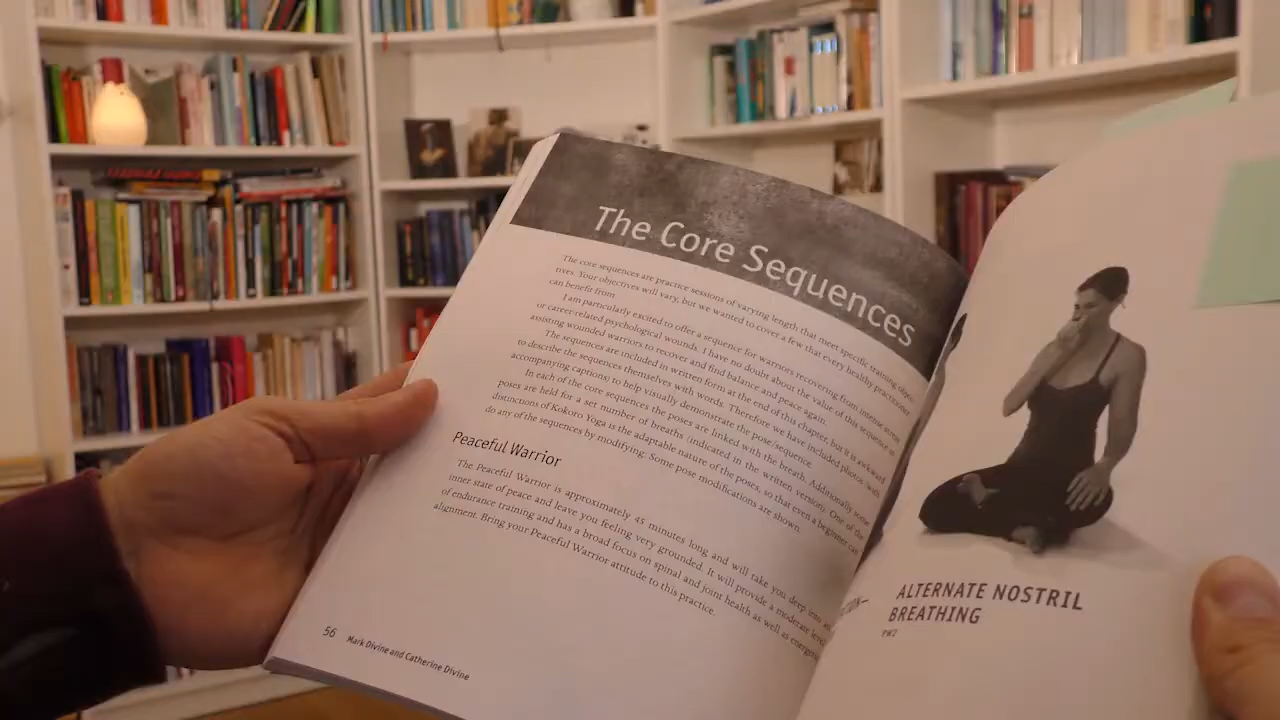 The Core Sequences
The core sequences are practice sessions of varying length that meet specific training objec-
tives. Your objectives will vary, but we wanted to cover a few that every healthy practitioner
can benefit from.
I am particularly excited to offer a sequence for warriors recovering from intense stress
or career-related psychological wounds. I have no doubt about the value of this sequence in
assisting wounded warriors to recover and find balance and peace again.
The sequences are included in written form at the end of this chapter, but it is awkward
to describe the sequences themselves with words. Therefore we have included photos (with
accompanying captions) to help visually demonstrate the pose/sequence.
In each of the core sequences the poses are linked with the breath. Additionally some
poses are held for a set number of breaths (indicated in the written version). One of the
distinctions of Kokoro Yoga is the adaptable nature of the poses, so that even a beginner can
do any of the sequences by modifying. Some pose modifications are shown.
Peaceful Warrior
The Peaceful Warrior is approximately 45 minutes long and will take you deep into an
inner state of peace and leave you feeling very grounded. It will provide a moderate level
of endurance training and has a broad focus on spinal and joint health as well as energetic
alignment. Bring your Peaceful Warrior attitude to this practice.
56 Mark Divine and Catherine Divine
ALTERNATE NOSTRIL
BREATHING
PW2